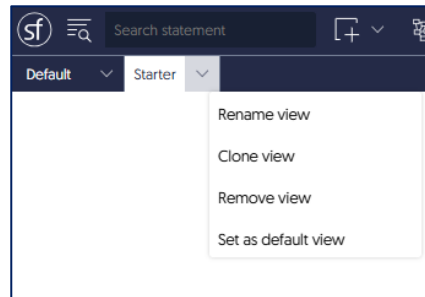 sf
Search statement
Default
Starter
Rename view
Clone view
Remove view
Set as default view